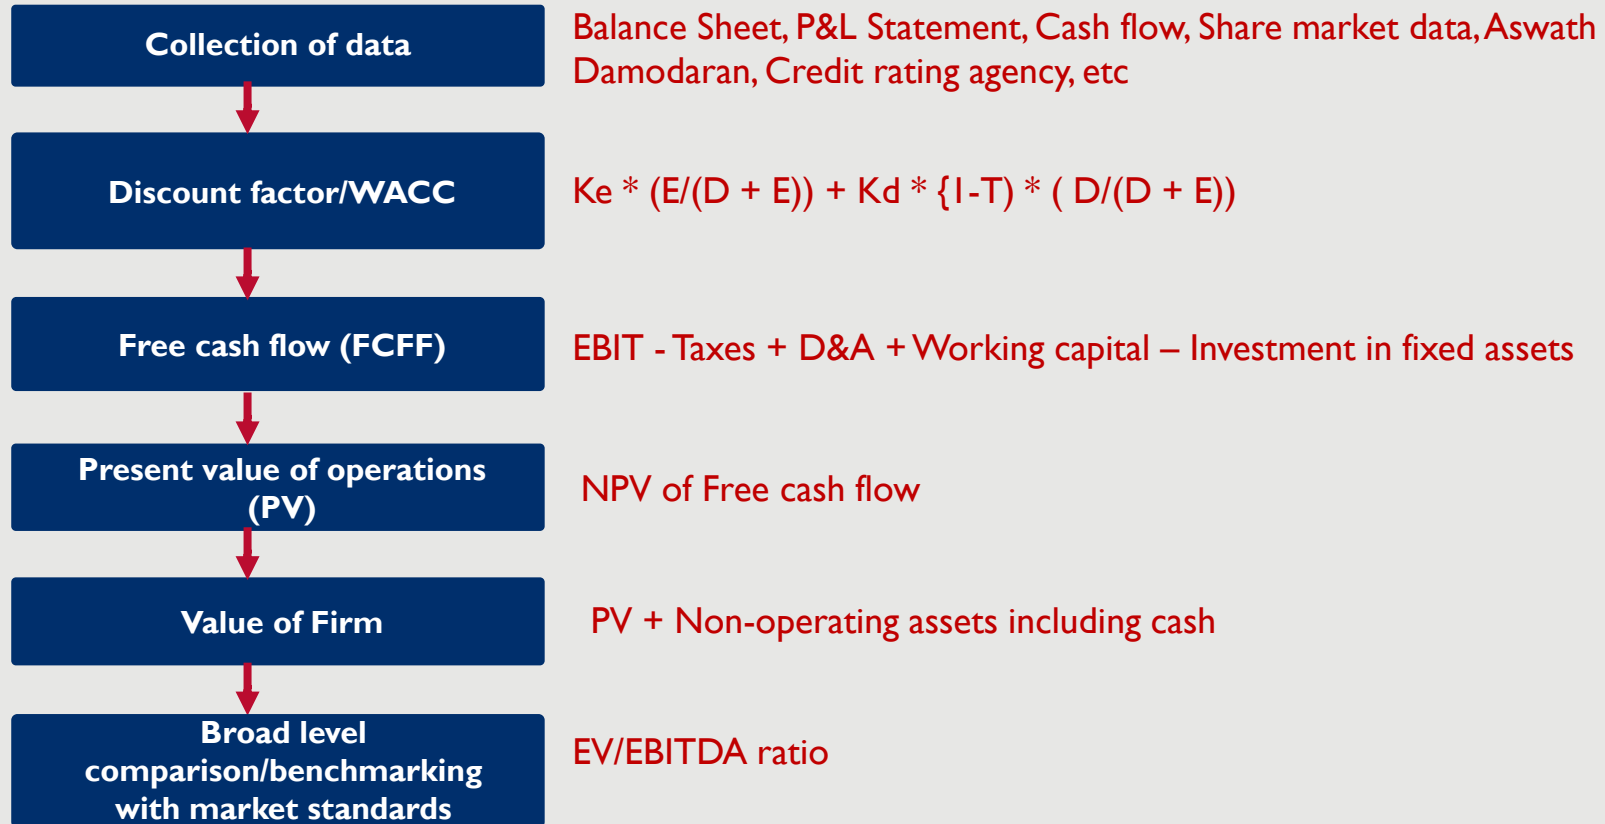 Collection of data
Balance Sheet, P&L Statement, Cash flow, Share market data, Aswath
Damodaran, Credit rating agency, etc
Discount factor/WACC
Ke * (E/(D + E)) + Kd * {1-T) * ( D/(D + E))
Free cash flow (FCFF)
EBIT - Taxes + D&A + Working capital – Investment in fixed assets
Present value of operations
(PV)
NPV of Free cash flow
Value of Firm
PV + Non-operating assets including cash
Broad level
comparison/benchmarking
with market standards
EV/EBITDA ratio